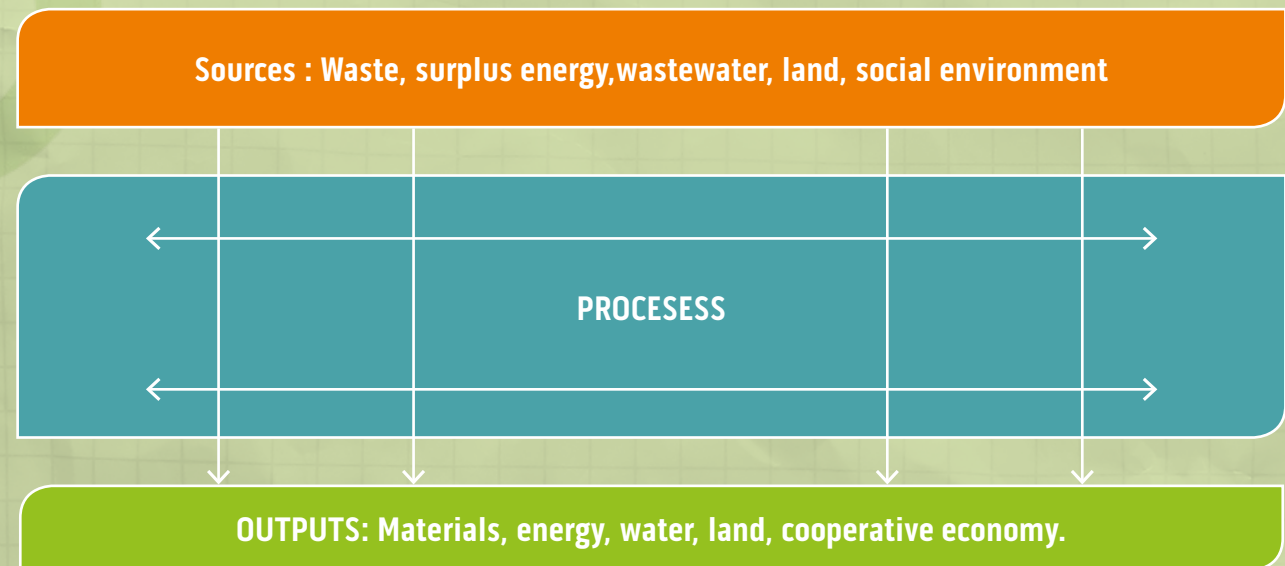 Sources : Waste, surplus energy,wastewater, land, social environment
PROCESESS
OUTPUTS: Materials, energy, water, land, cooperative economy.